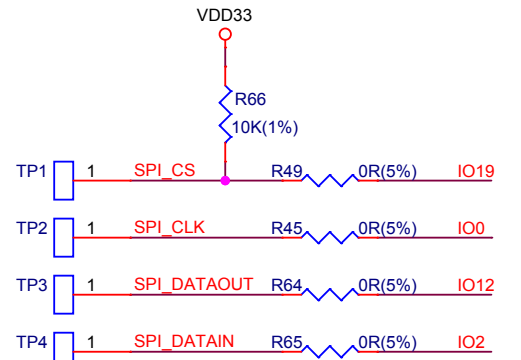 VDD33
R66
10K(1%)
TP1 1 SPI_CS R49 0R(5%) IO19
TP2 1 SPI_CLK R45 0R(5%) IO0
TP3 1 SPI_DATAOUT R64 0R(5%) IO12
TP4 1 SPI_DATAIN R65 0R(5%) IO2